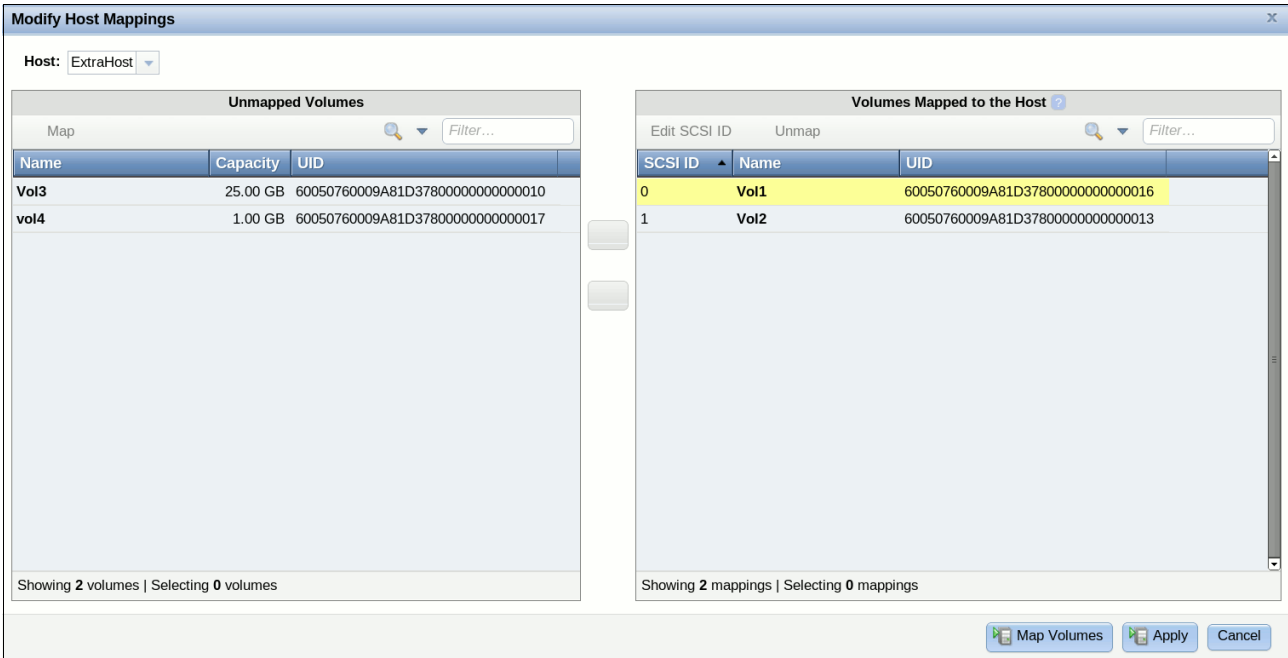 Modify Host Mappings x
Host: ExtraHost
Unmapped Volumes
Map Filter...
Name Capacity UID
Vol3 25.00 GB 60050760009A81D37800000000000010
vol4 1.00 GB 60050760009A81D37800000000000017
Showing 2 volumes | Selecting 0 volumes
Volumes Mapped to the Host ?
Edit SCSI ID Unmap Filter...
SCSI ID Name UID
0 Vol1 60050760009A81D37800000000000016
1 Vol2 60050760009A81D37800000000000013
Showing 2 mappings | Selecting 0 mappings
Map Volumes Apply Cancel